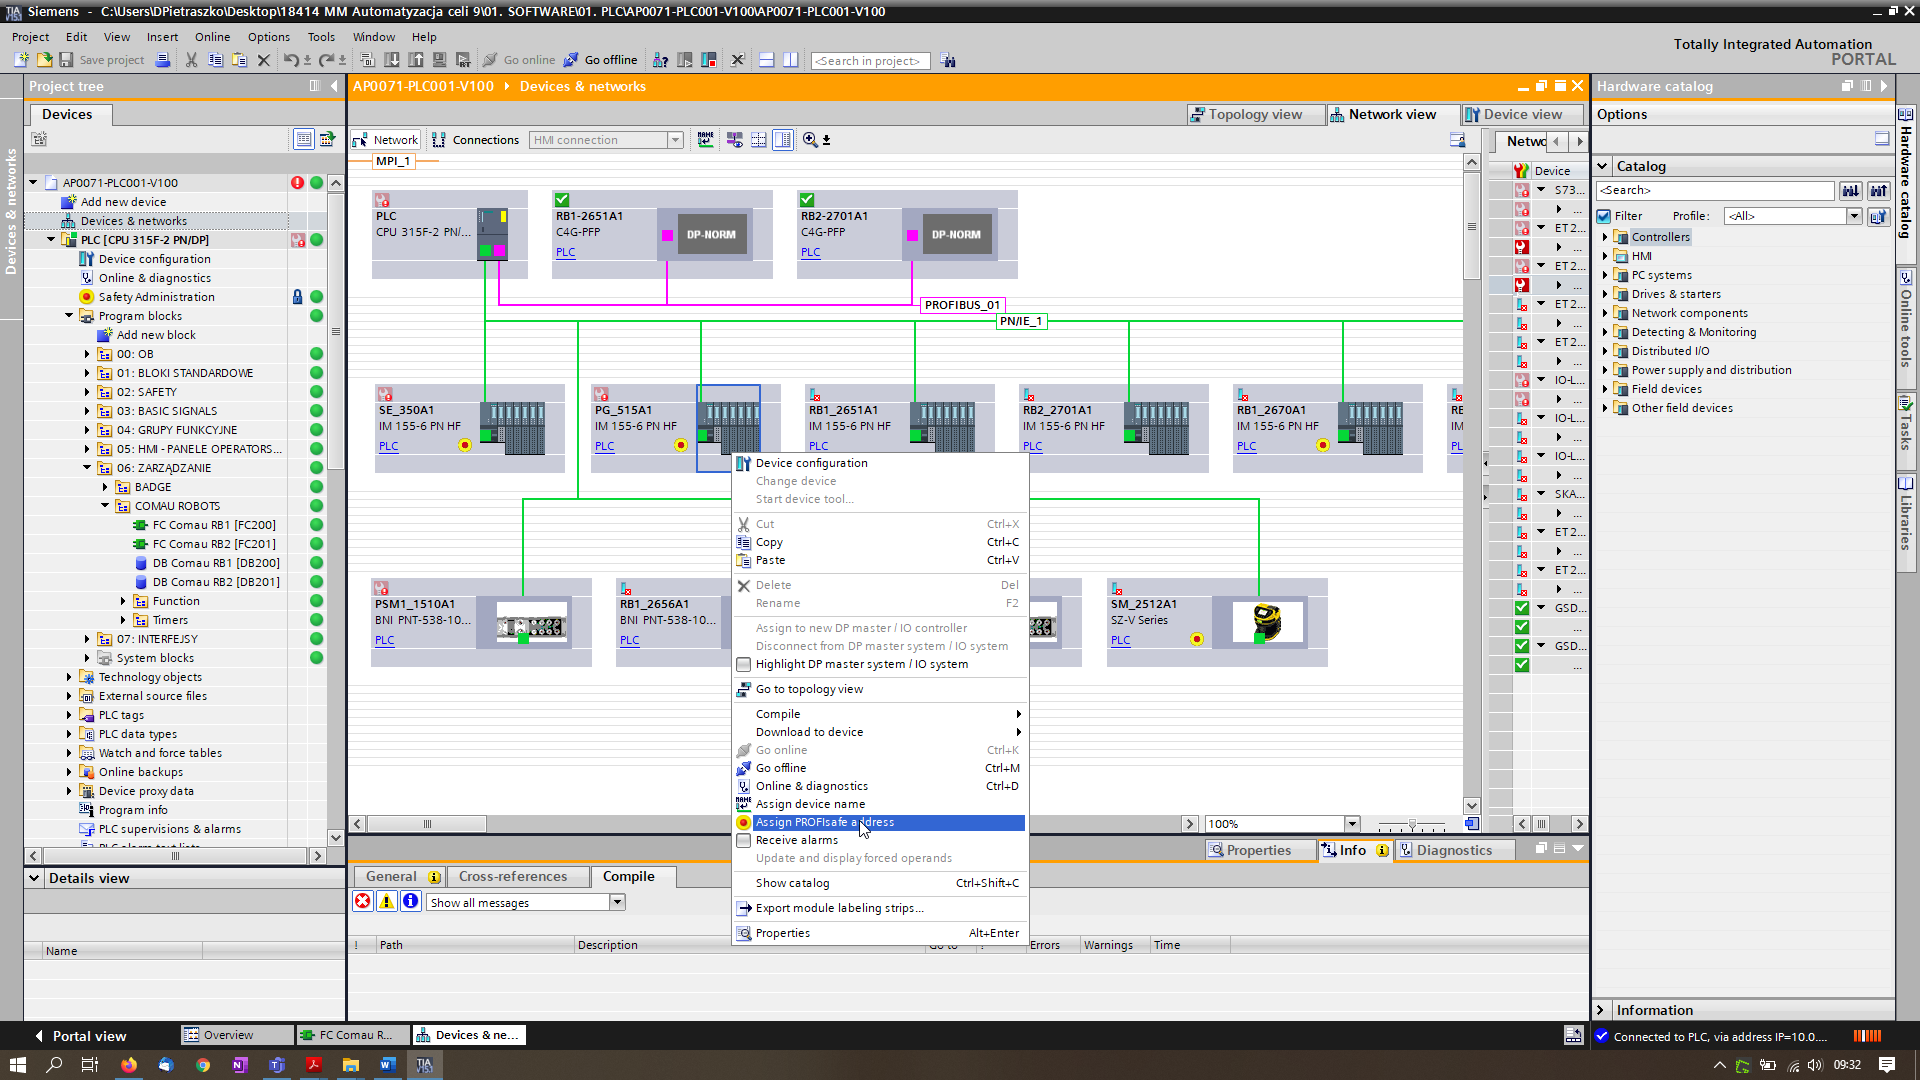 Siemens - C:\Users\DPietraszko\Desktop\18414 MM Automatyzacja celi 9\01. SOFTWARE\01. PLC\AP0071-PLC001-V100\AP0071-PLC001-V100
Project Edit View Insert Online Options Tools Window Help
Totally Integrated Automation
PORTAL
Save project
Go online
Go offline
<Search in project>
Project tree
AP0071-PLC001-V100
Devices & networks
Hardware catalog
Devices
Topology view
Network view
Device view
Options
Network
Connections
HMI connection
Devices & networks
MPI_1
Device
Catalog
<Search>
Filter
Profile:
<All>
Controllers
HMI
PC systems
Drives & starters
Network components
Detecting & Monitoring
Distributed I/O
Power supply and distribution
Field devices
Other field devices
Hardware catalog
Online tools
Tasks
Libraries
AP0071-PLC001-V100
Add new device
Devices & networks
PLC [CPU 315F-2 PN/DP]
Device configuration
Online & diagnostics
Safety Administration
Program blocks
Add new block
00: OB
01: BLOKI STANDARDOWE
02: SAFETY
03: BASIC SIGNALS
04: GRUPY FUNKCYJNE
05: HMI - PANELE OPERATORS...
06: ZARZĄDZANIE
BADGE
COMAU ROBOTS
FC Comau RB1 [FC200]
FC Comau RB2 [FC201]
DB Comau RB1 [DB200]
DB Comau RB2 [DB201]
Function
Timers
07: INTERFEJSY
System blocks
Technology objects
External source files
PLC tags
PLC data types
Watch and force tables
Online backups
Device proxy data
Program info
PLC supervisions & alarms
Details view
Name
PLC
CPU 315F-2 PN/...
RB1-2651A1
C4G-PFP
PLC
DP-NORM
RB2-2701A1
C4G-PFP
PLC
DP-NORM
PROFIBUS_01
PN/IE_1
SE_350A1
IM 155-6 PN HF
PLC
PG_515A1
IM 155-6 PN HF
PLC
RB1_2651A1
IM 155-6 PN HF
PLC
RB2_2701A1
IM 155-6 PN HF
PLC
RB1_2670A1
IM 155-6 PN HF
PLC
PSM1_1510A1
BNI PNT-538-10...
PLC
RB1_2656A1
BNI PNT-538-10...
PLC
SM_2512A1
SZ-V Series
PLC
S73...
...
ET 2...
...
ET 2...
...
ET 2...
...
ET 2...
...
IO-L...
...
IO-L...
...
IO-L...
...
SKA...
...
ET 2...
...
ET 2...
...
GSD...
...
GSD...
...
Device configuration
Change device
Start device tool...
Cut Ctrl+X
Copy Ctrl+C
Paste Ctrl+V
Delete Del
Rename F2
Assign to new DP master / IO controller
Disconnect from DP master system / IO system
Highlight DP master system / IO system
Go to topology view
Compile
Download to device
Go online Ctrl+K
Go offline Ctrl+M
Online & diagnostics Ctrl+D
Assign device name
Assign PROFIsafe address
Receive alarms
Update and display forced operands
Show catalog Ctrl+Shift+C
Export module labeling strips...
Properties Alt+Enter
100%
Properties
Info
Diagnostics
General
Cross-references
Compile
Show all messages
! Path Description Errors Warnings Time
Information
Portal view
Overview
FC Comau R...
Devices & ne...
Connected to PLC, via address IP=10.0....
09:32